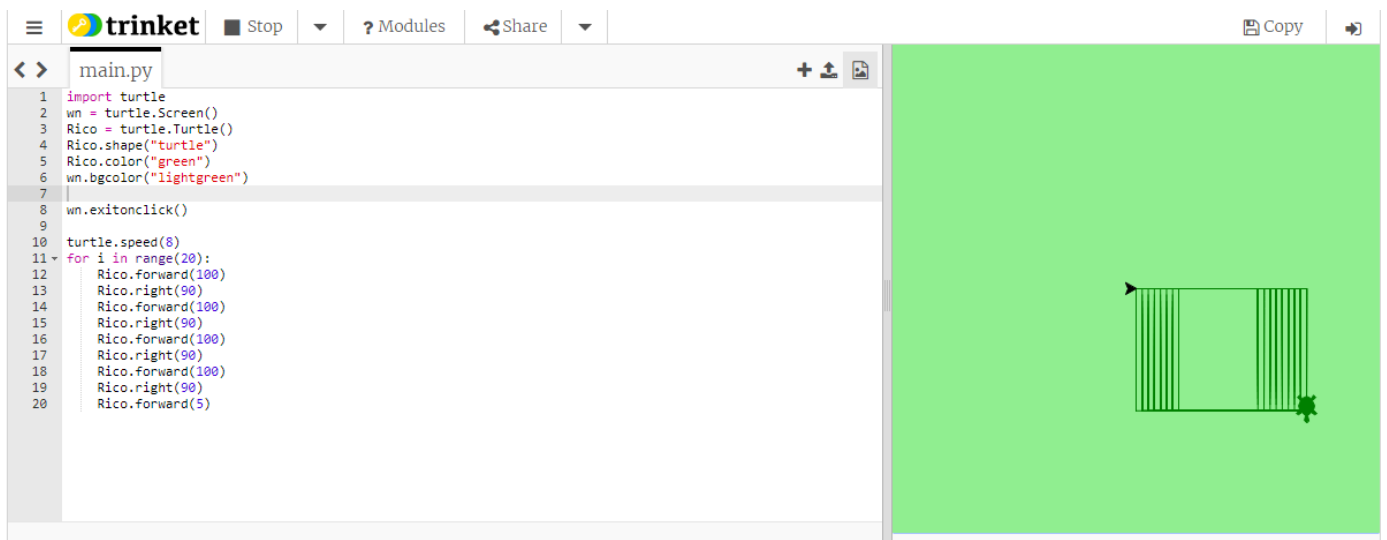 trinket Stop ? Modules Share Copy
main.py
1 import turtle
2 wn = turtle.Screen()
3 Rico = turtle.Turtle()
4 Rico.shape("turtle")
5 Rico.color("green")
6 wn.bgcolor("lightgreen")
7
8 wn.exitonclick()
9
10 turtle.speed(8)
11 for i in range(20):
12     Rico.forward(100)
13     Rico.right(90)
14     Rico.forward(100)
15     Rico.right(90)
16     Rico.forward(100)
17     Rico.right(90)
18     Rico.forward(100)
19     Rico.right(90)
20     Rico.forward(5)